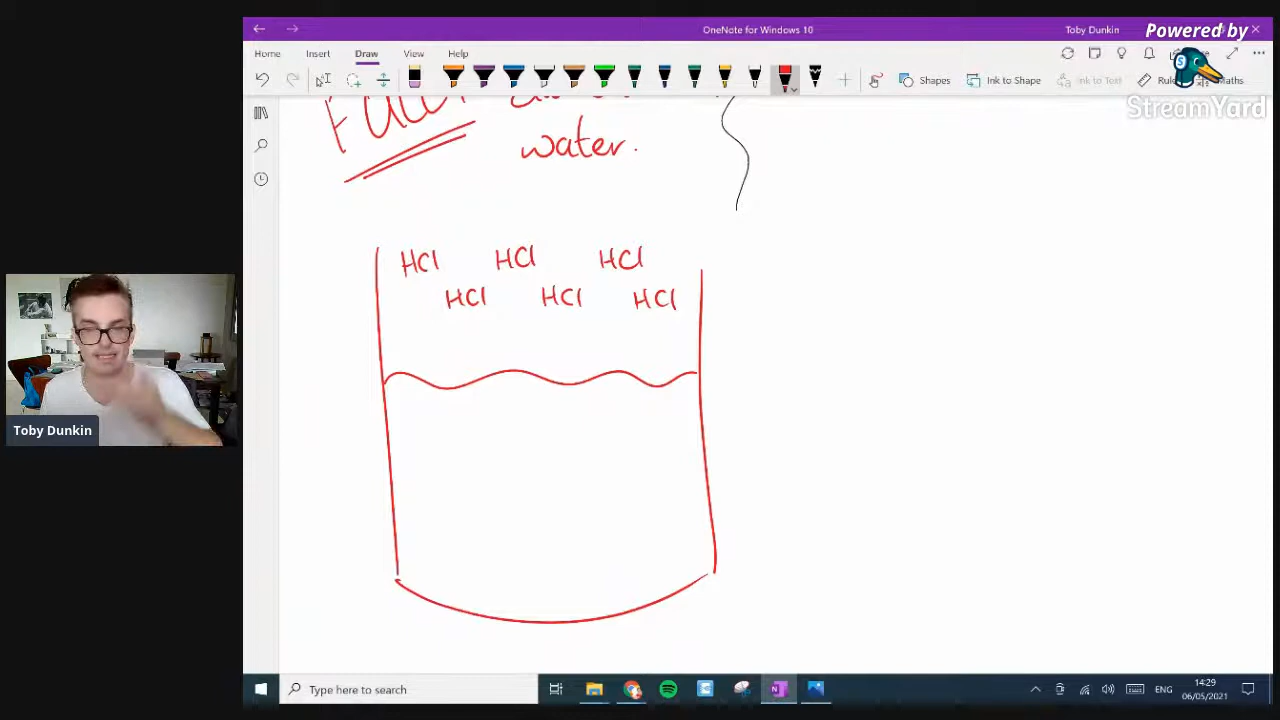 OneNote for Windows 10
Toby Dunkin
Powered by
StreamYard
Home
Insert
Draw
View
Help
Shapes
Ink to Shape
Ink to Text
Maths
water.
HCl HCl HCl
HCl HCl HCl
Toby Dunkin
Type here to search
ENG
14:29
06/05/2021